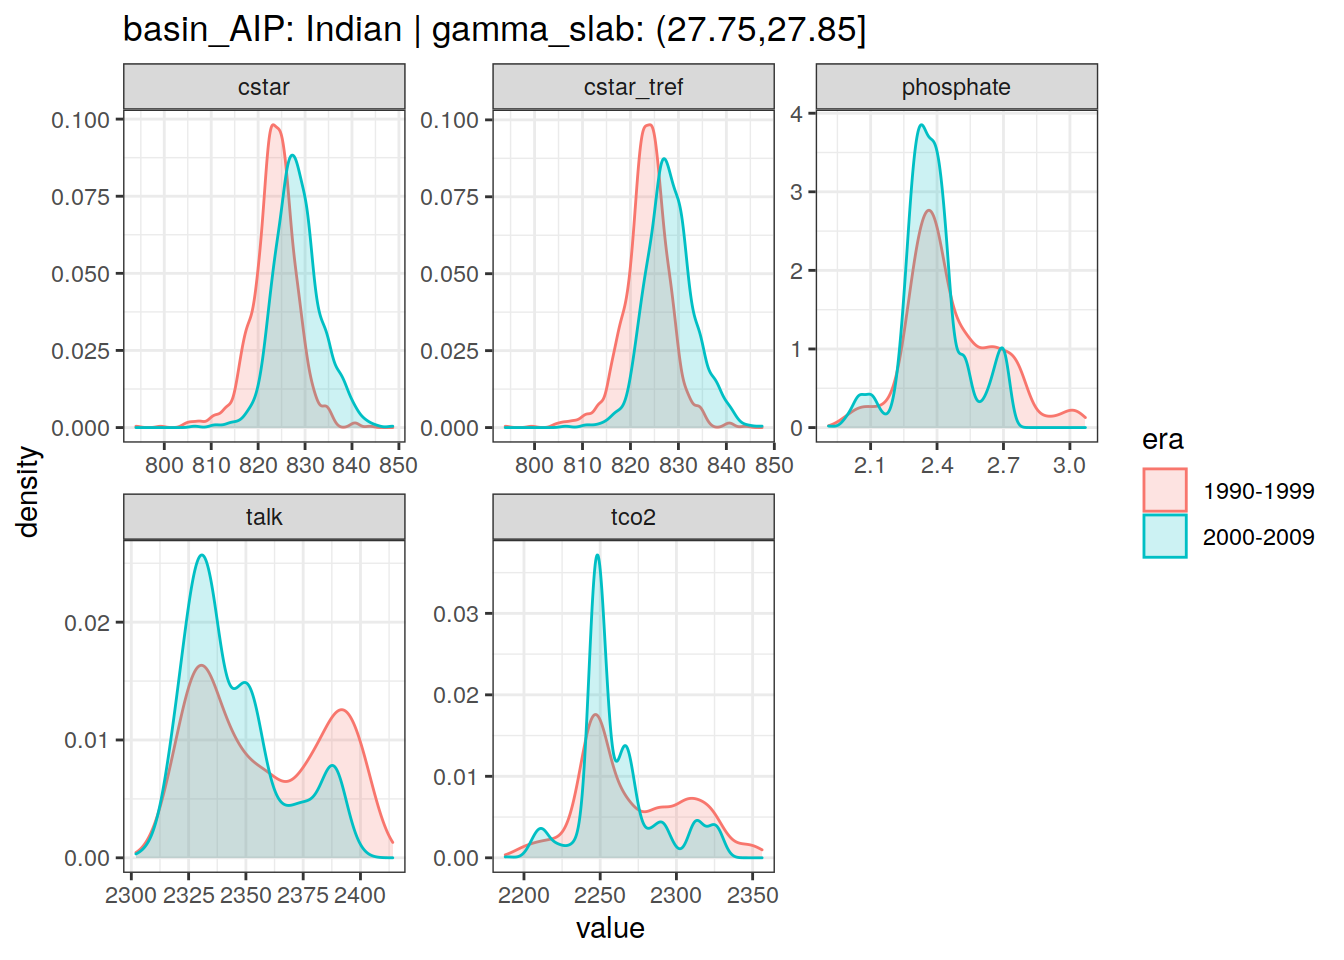 basin_AIP: Indian | gamma_slab: (27.75,27.85]
cstar
cstar_tref
phosphate
0.100
0.075
0.050
0.025
0.000
800 810 820 830 840 850
0.100
0.075
0.050
0.025
0.000
800 810 820 830 840 850
4
3
2
1
0
2.1 2.4 2.7 3.0
talk
tco2
0.02
0.01
0.00
2300 2325 2350 2375 2400
0.03
0.02
0.01
0.00
2200 2250 2300 2350
density
value
era
1990-1999
2000-2009